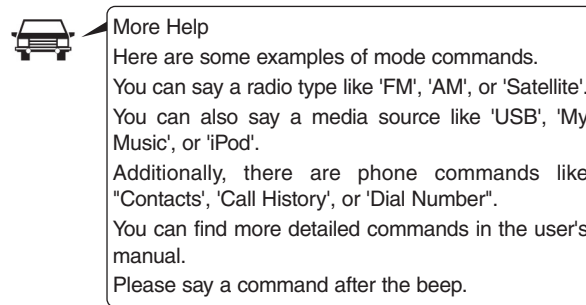 More Help
Here are some examples of mode commands.
You can say a radio type like 'FM', 'AM', or 'Satellite'.
You can also say a media source like 'USB', 'My
Music', or 'iPod'.
Additionally, there are phone commands like
"Contacts', 'Call History', or 'Dial Number".
You can find more detailed commands in the user's
manual.
Please say a command after the beep.